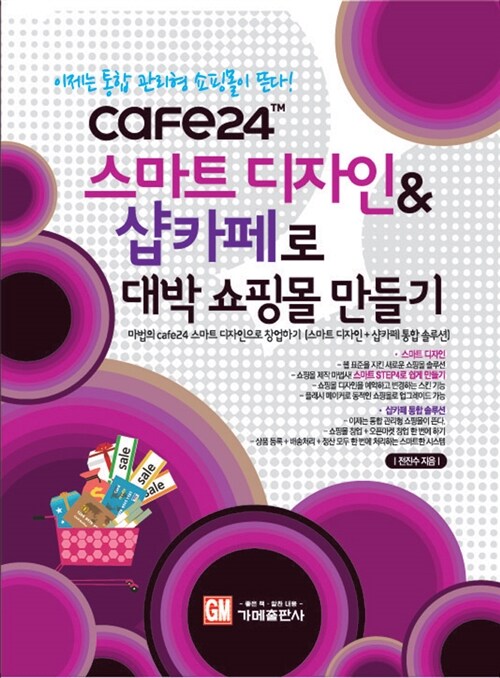 이제는 통합 관리형 쇼핑몰이 뜬다!
cafe24™
스마트 디자인&
샵카페로
대박 쇼핑몰 만들기
마법의 cafe24 스마트 디자인으로 창업하기 [스마트 디자인 + 샵카페 통합 솔루션]
• 스마트 디자인
- 웹 표준을 지킨 새로운 쇼핑몰 솔루션
- 쇼핑몰 제작 마법사! 스마트 STEP4로 쉽게 만들기
- 쇼핑몰 디자인을 예약하고 변경하는 스킨 기능
- 플래시 메이커로 동적인 쇼핑몰로 업그레이드 가능
• 샵카페 통합 솔루션
- 이제는 통합 관리형 쇼핑몰이 뜬다.
- 쇼핑몰 창업 + 오픈마켓 창업 한 번에 하기
- 상품 등록 + 배송처리 + 정산 모두 한 번에 처리하는 스마트한 시스템
| 전진수 지음 |
sale
sale
sale
sale
GM
- 좋은 책 · 알찬 내용 -
가메출판사